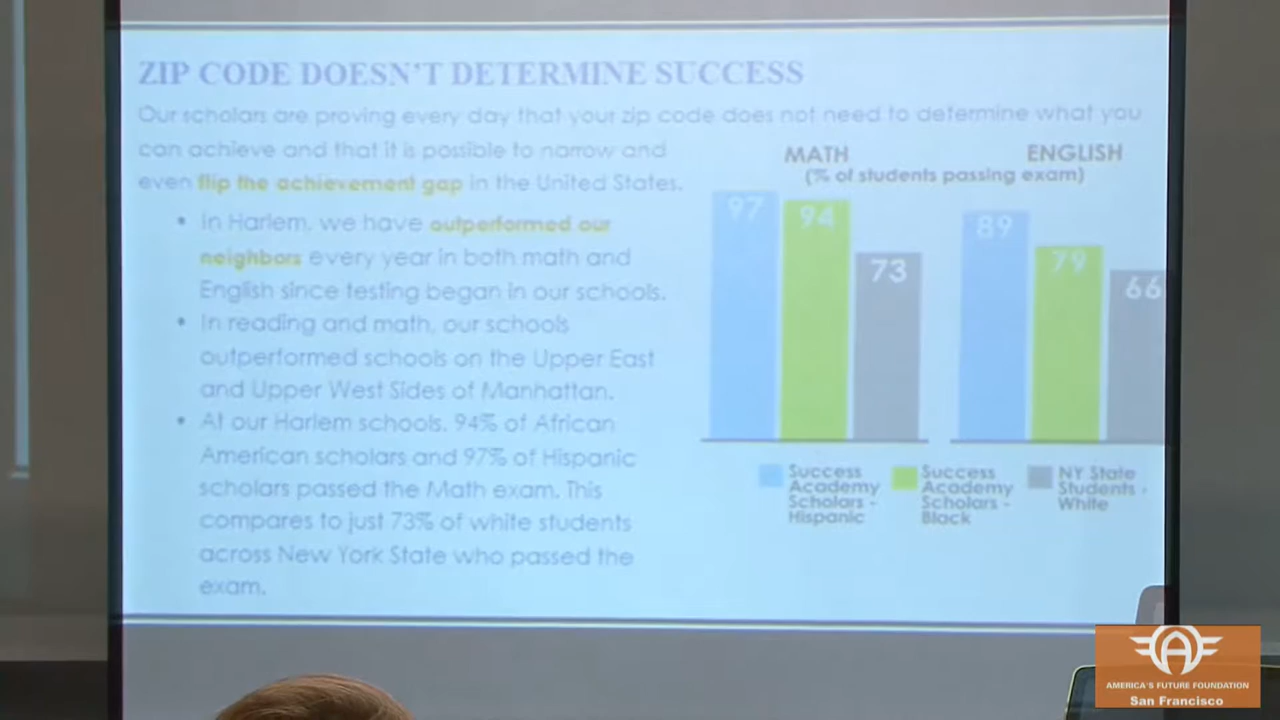 ZIP CODE DOESN'T DETERMINE SUCCESS
Our scholars are proving every day that your zip code does not need to determine what you
can achieve and that it is possible to narrow and
even flip the achievement gap in the United States.
• In Harlem, we have outperformed our
neighbors every year in both math and
English since testing began in our schools.
• In reading and math, our schools
outperformed schools on the Upper East
and Upper West Sides of Manhattan.
• At our Harlem schools, 94% of African
American scholars and 97% of Hispanic
scholars passed the Math exam. This
compares to just 73% of white students
across New York State who passed the
exam.
MATH
ENGLISH
(% of students passing exam)
97
94
73
89
79
66
Success
Academy
Scholars -
Hispanic
Success
Academy
Scholars -
Black
NY State
Students -
White
AMERICA'S FUTURE FOUNDATION
San Francisco